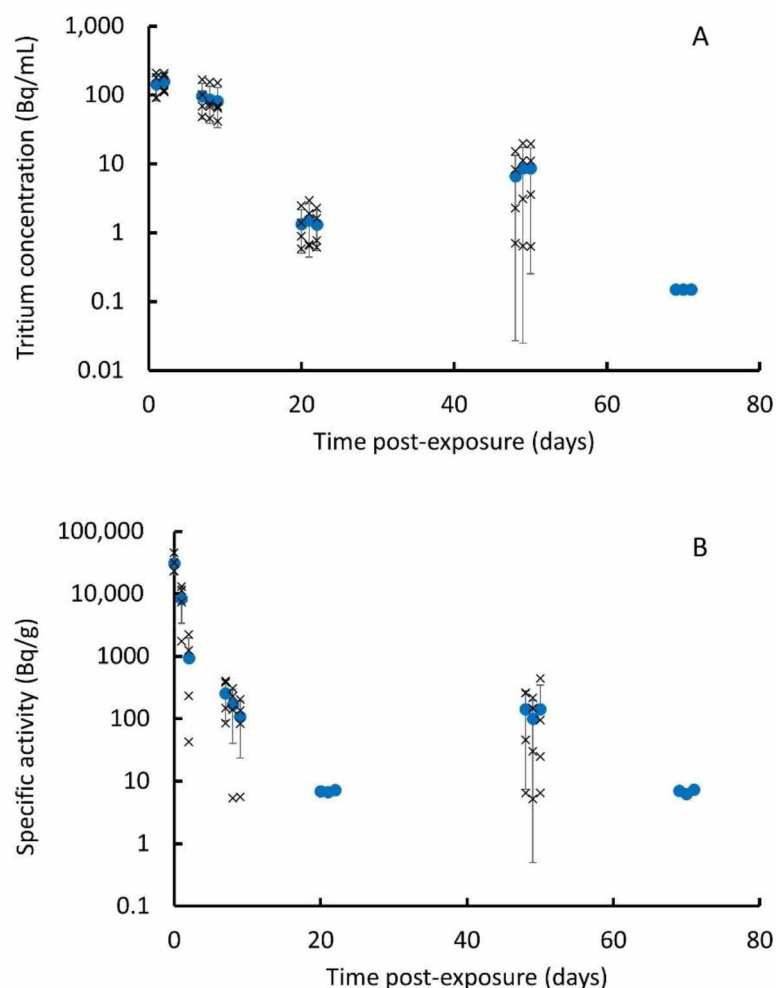 A
1,000
100
10
1
0.1
0.01
Tritium concentration (Bq/mL)
0 20 40 60 80
Time post-exposure (days)
B
100,000
10,000
1000
100
10
1
0.1
Specific activity (Bq/g)
0 20 40 60 80
Time post-exposure (days)